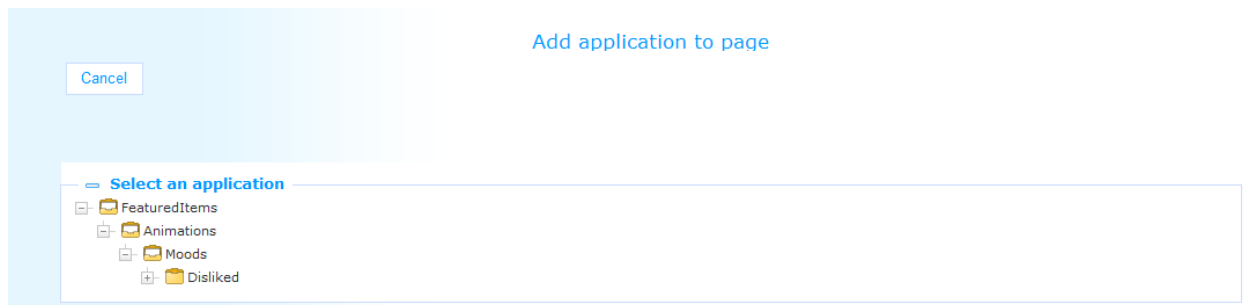 Add application to page
Cancel
Select an application
FeaturedItems
Animations
Moods
Disliked